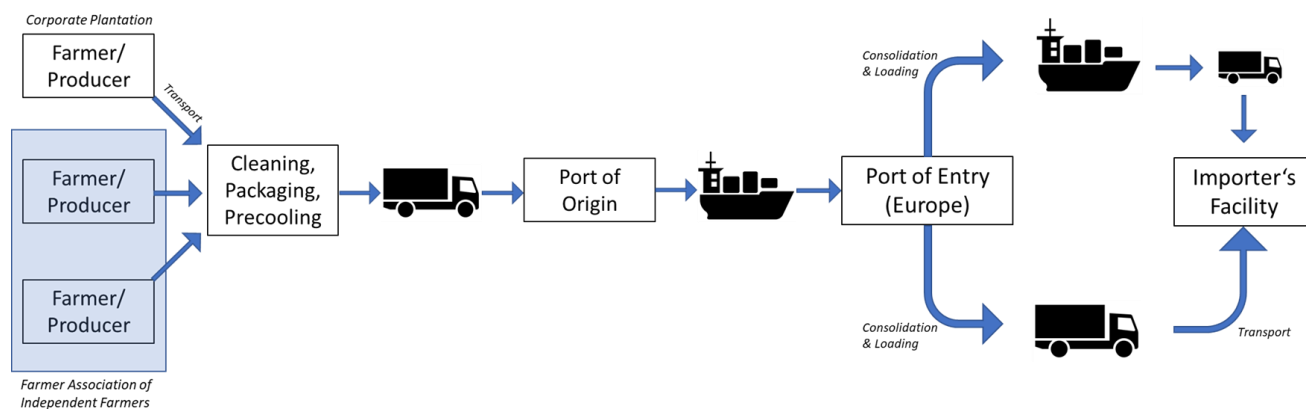 Corporate Plantation
Farmer/
Producer
Transport
Farmer/
Producer
Farmer/
Producer
Farmer Association of
Independent Farmers
Cleaning,
Packaging,
Precooling
Port of
Origin
Port of Entry
(Europe)
Consolidation
& Loading
Consolidation
& Loading
Importer‘s
Facility
Transport